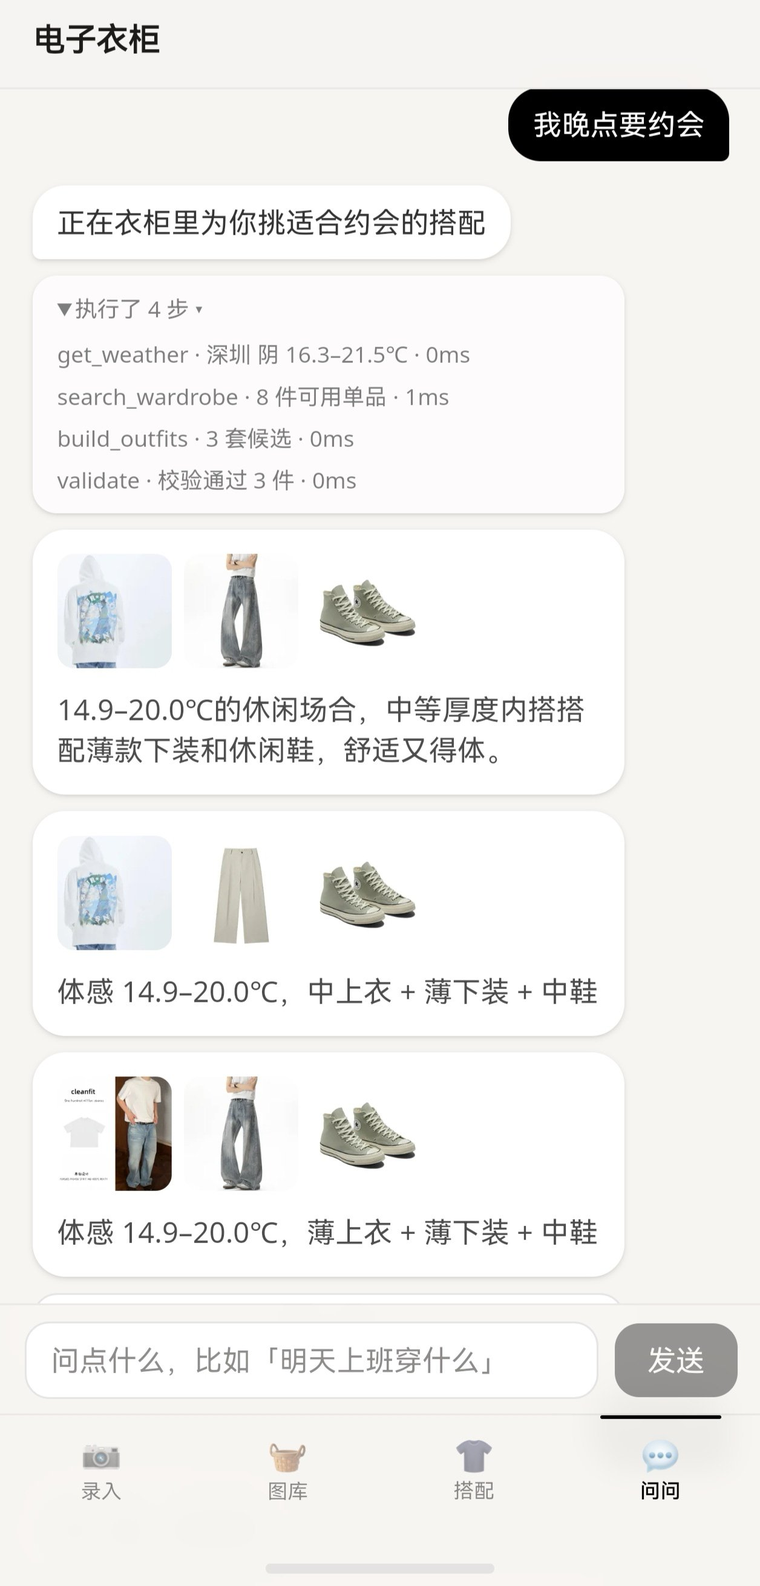 电子衣柜
我晚点要约会
正在衣柜里为你挑适合约会的搭配
▼执行了 4 步 ▾
get_weather · 深圳 阴 16.3–21.5℃ · 0ms
search_wardrobe · 8 件可用单品 · 1ms
build_outfits · 3 套候选 · 0ms
validate · 校验通过 3 件 · 0ms
14.9–20.0℃的休闲场合，中等厚度内搭搭
配薄款下装和休闲鞋，舒适又得体。
体感 14.9–20.0℃，中上衣 + 薄下装 + 中鞋
cleanfit
体感 14.9–20.0℃，薄上衣 + 薄下装 + 中鞋
问点什么，比如「明天上班穿什么」
发送
录入
图库
搭配
问问